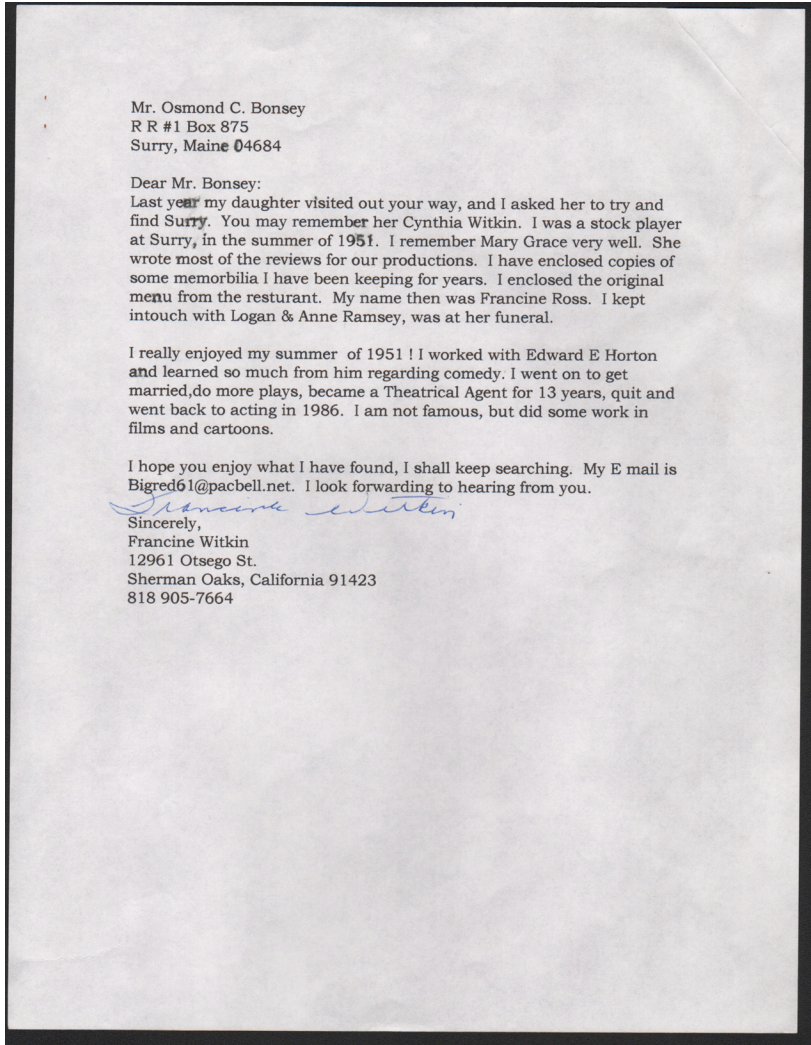 Mr. Osmond C. Bonsey
R R #1 Box 875
Surry, Maine 04684
Dear Mr. Bonsey:
Last year my daughter visited out your way, and I asked her to try and
find Surry. You may remember her Cynthia Witkin. I was a stock player
at Surry, in the summer of 1951. I remember Mary Grace very well. She
wrote most of the reviews for our productions. I have enclosed copies of
some memorbilia I have been keeping for years. I enclosed the original
menu from the resturant. My name then was Francine Ross. I kept
intouch with Logan & Anne Ramsey, was at her funeral.
I really enjoyed my summer of 1951 ! I worked with Edward E Horton
and learned so much from him regarding comedy. I went on to get
married,do more plays, became a Theatrical Agent for 13 years, quit and
went back to acting in 1986. I am not famous, but did some work in
films and cartoons.
I hope you enjoy what I have found, I shall keep searching. My E mail is
Bigred61@pacbell.net. I look forwarding to hearing from you.
Francine Witkin
Sincerely,
Francine Witkin
12961 Otsego St.
Sherman Oaks, California 91423
818 905-7664